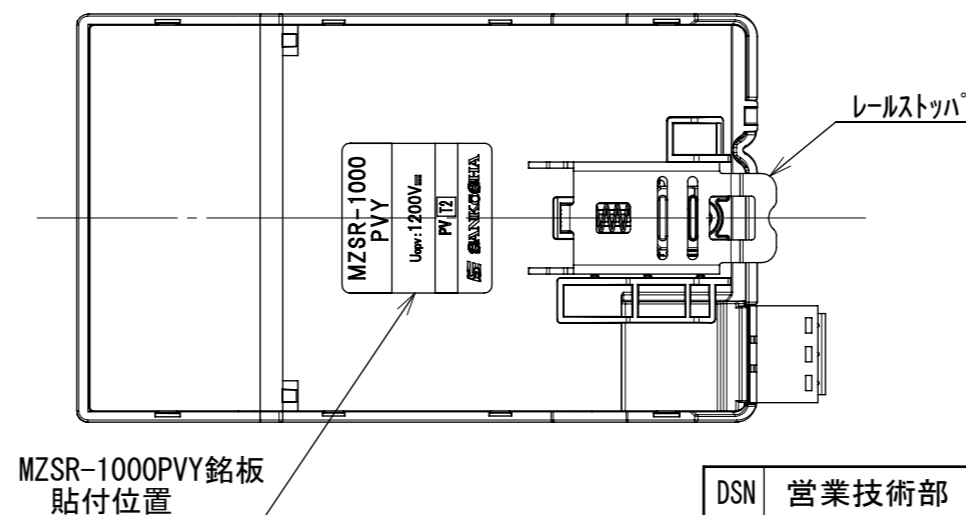 レールストッパ
MZSR-1000
PVY
Uopv:1200V
PV T2
SANKOSHA
MZSR-1000PVY銘板
貼付位置
DSN 営業技術部